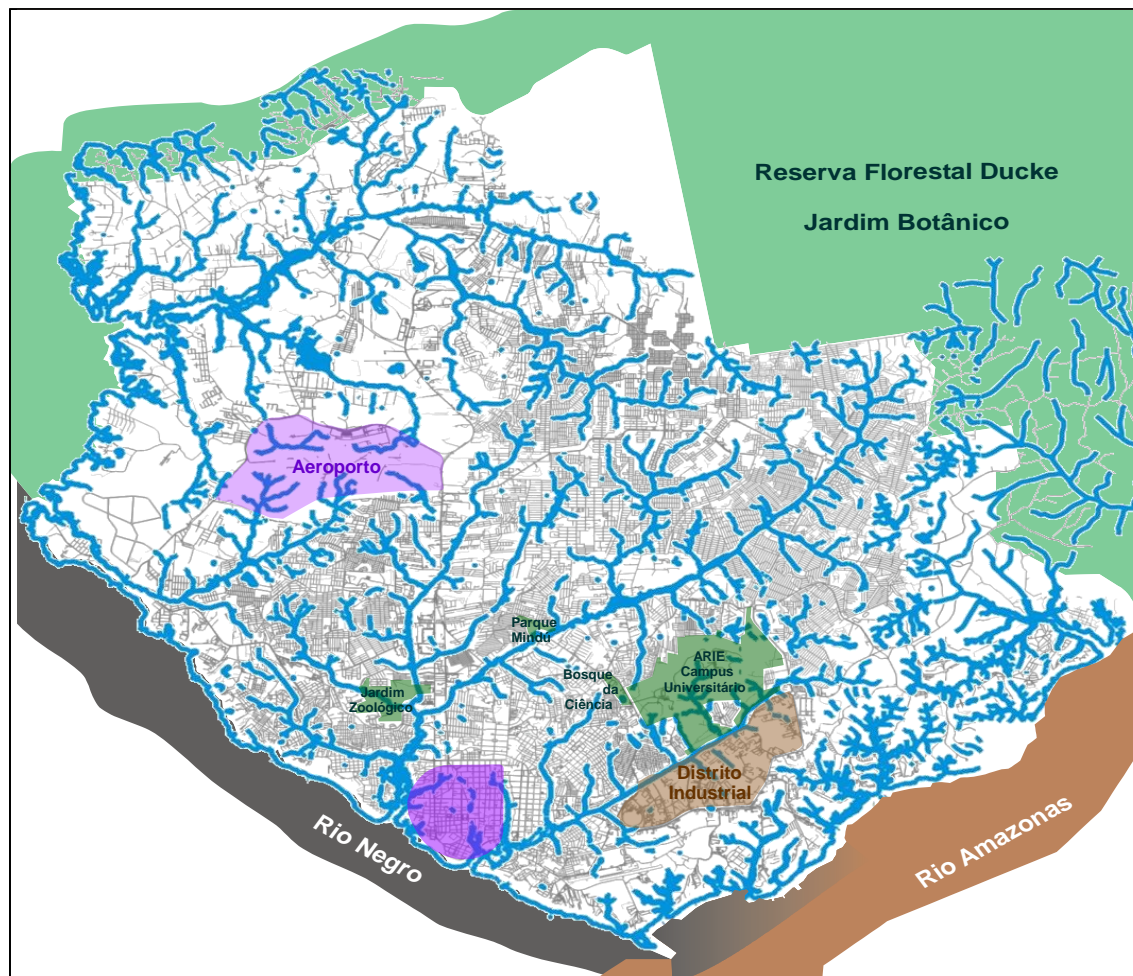 Reserva Florestal Ducke
Jardim Botânico
Aeroporto
Parque
Mindú
ARIE
Campus
Universitário
Bosque
da
Ciência
Jardim
Zoológico
Distrito
Industrial
Rio Negro
Rio Amazonas